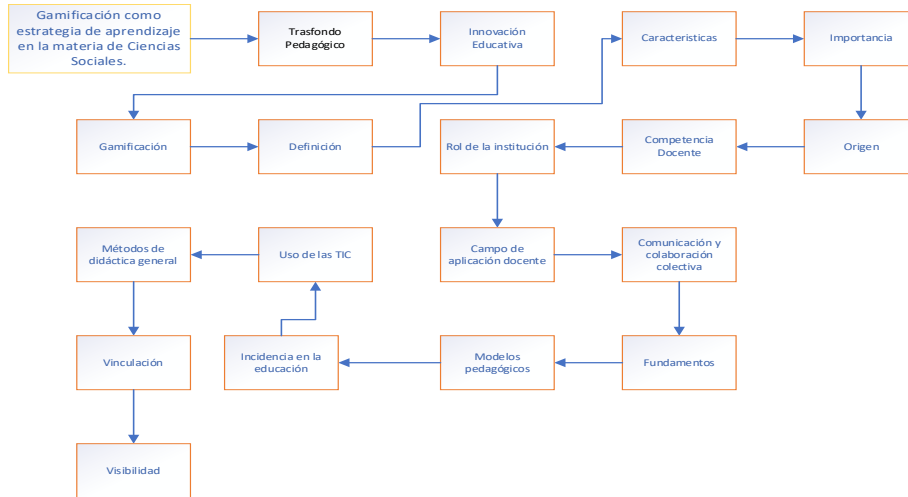 Gamificación como
estrategia de aprendizaje
en la materia de Ciencias
Sociales.
Trasfondo
Pedagógico
Innovación
Educativa
Caracteristicas
Importancia
Gamificación
Definición
Rol de la institución
Competencia
Docente
Origen
Métodos de
didáctica general
Uso de las TIC
Campo de
aplicación docente
Comunicación y
colaboración
colectiva
Vinculación
Incidencia en la
educación
Modelos
pedagógicos
Fundamentos
Visibilidad